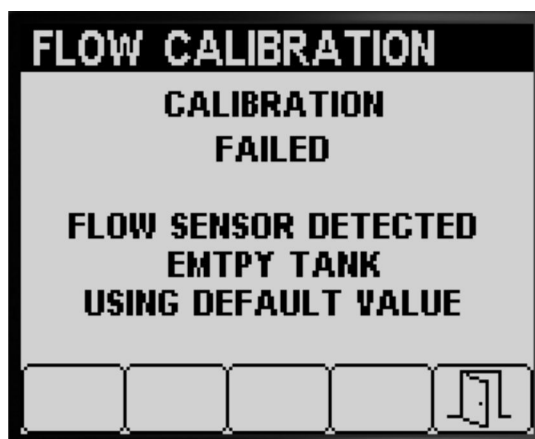 FLOW CALIBRATION
CALIBRATION
FAILED
FLOW SENSOR DETECTED
EMTPY TANK
USING DEFAULT VALUE